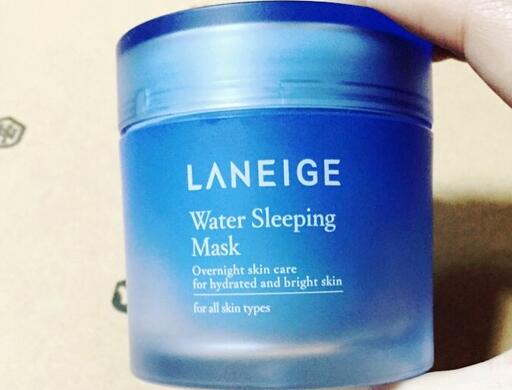 LANEIGE
Water Sleeping
Mask
Overnight skin care
for hydrated and bright skin
for all skin types